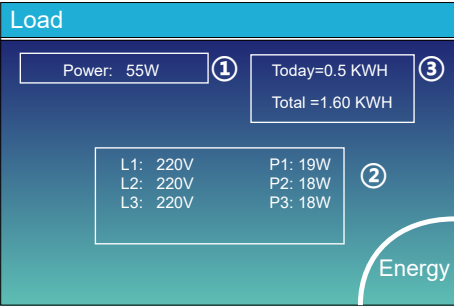 Load
Power: 55W ①
Today=0.5 KWH ③
Total =1.60 KWH
L1: 220V P1: 19W
L2: 220V P2: 18W ②
L3: 220V P3: 18W
Energy